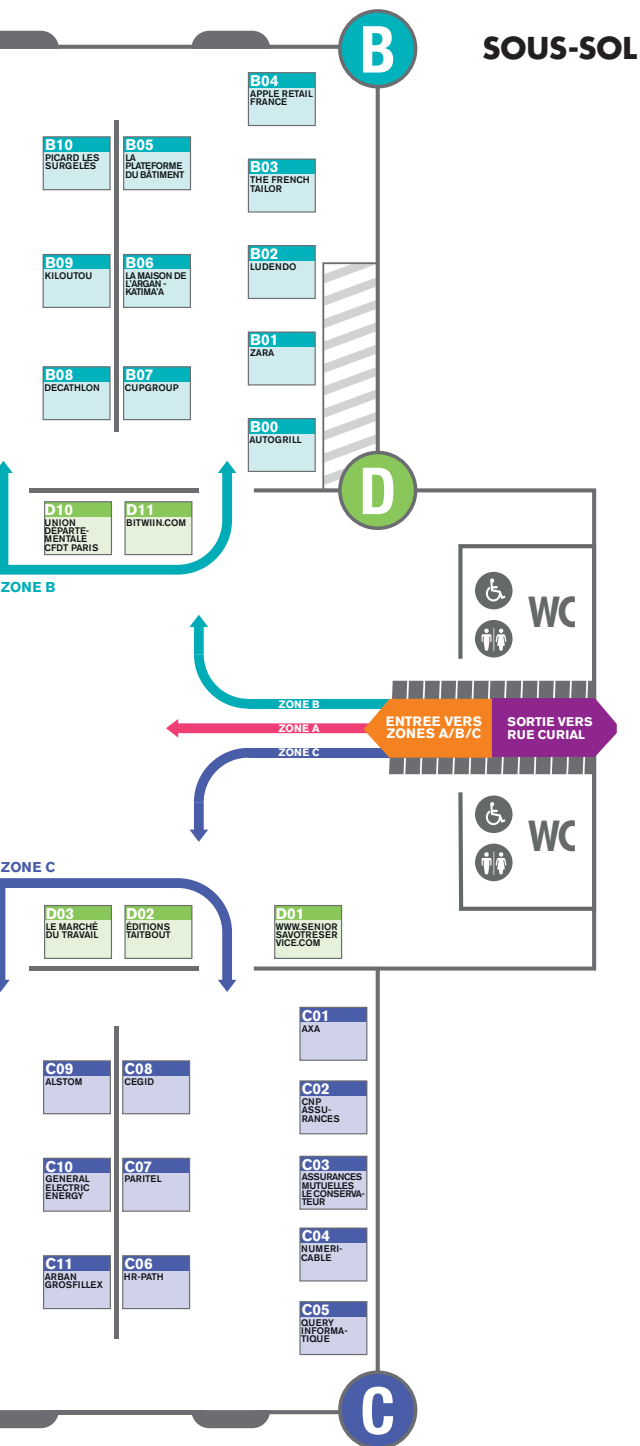 B
SOUS-SOL
B04
APPLE RETAIL
FRANCE
B10
PICARD LES
SURGELÉS
B05
LA
PLATEFORME
DU BÂTIMENT
B03
THE FRENCH
TAILOR
B09
KILOUTOU
B06
LA MAISON DE
L'ARGAN -
KATIMA'A
B02
LUDENDO
B01
ZARA
B08
DECATHLON
B07
CUPGROUP
B00
AUTOGRILL
D
D10
UNION
DÉPARTE-
MENTALE
CFDT PARIS
D11
BITWIIN.COM
ZONE B
WC
ZONE B
ZONE A
ZONE C
ENTREE VERS
ZONES A/B/C
SORTIE VERS
RUE CURIAL
WC
ZONE C
D03
LE MARCHÉ
DU TRAVAIL
D02
ÉDITIONS
TAITBOUT
D01
WWW.SENIOR
SAVOTRESER
VICE.COM
C01
AXA
C09
ALSTOM
C08
CEGID
C02
CNP
ASSU-
RANCES
C10
GENERAL
ELECTRIC
ENERGY
C07
PARITEL
C03
ASSURANCES
MUTUELLES
LE CONSERVA-
TEUR
C04
NUMERI-
CABLE
C11
ARBAN
GROSFILLEX
C06
HR-PATH
C05
QUERY
INFORMA-
TIQUE
C